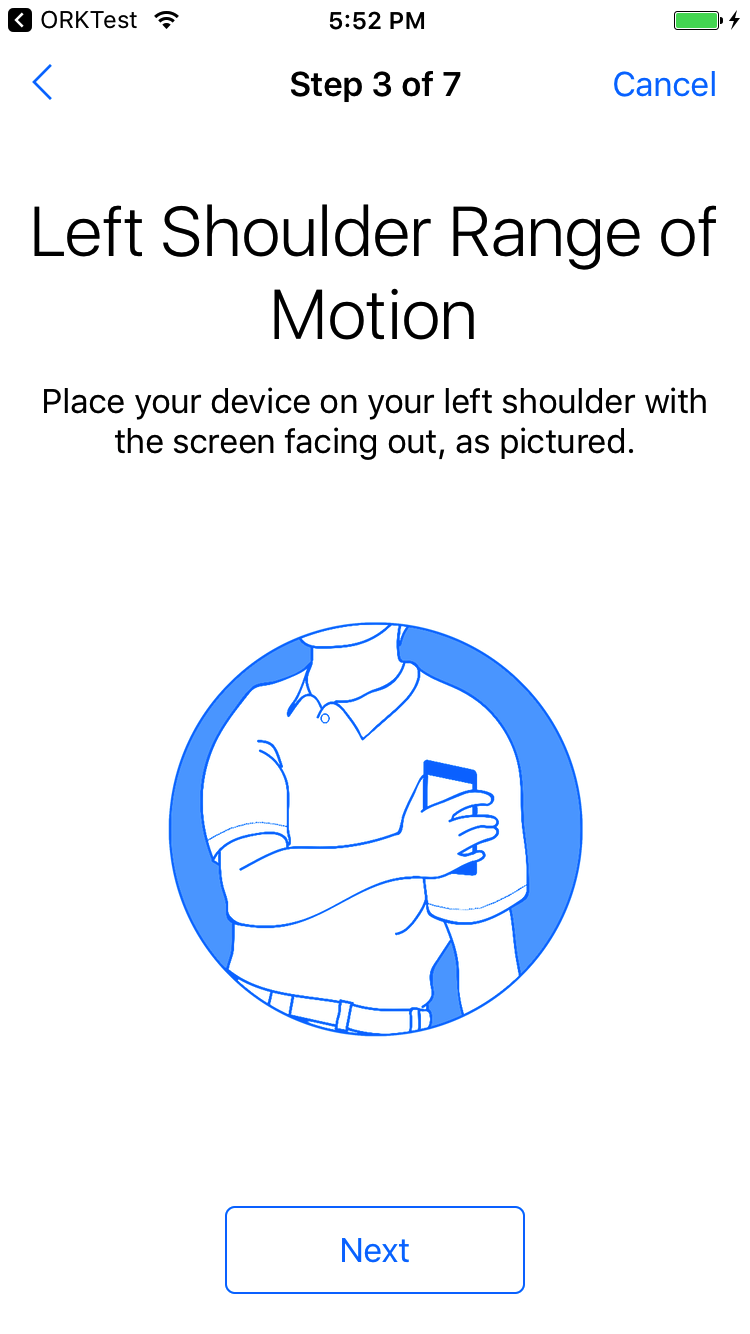 ORKTest
5:52 PM
Step 3 of 7
Cancel
Left Shoulder Range of
Motion
Place your device on your left shoulder with
the screen facing out, as pictured.
Next